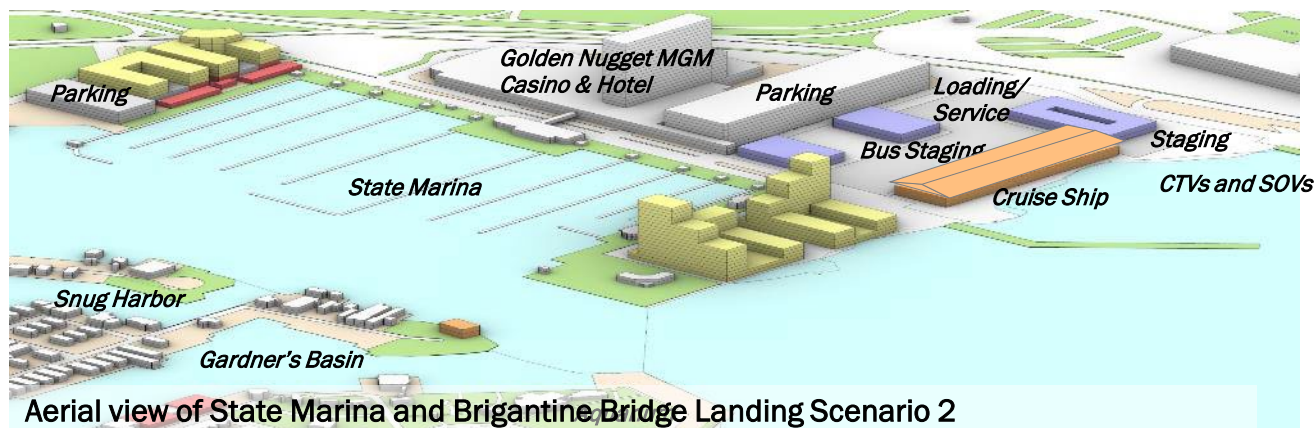 Golden Nugget MGM
Casino & Hotel
Parking
Parking
Loading/
Service
Bus Staging
Staging
State Marina
Cruise Ship
CTVs and SOVs
Snug Harbor
Gardner's Basin
Aerial view of State Marina and Brigantine Bridge Landing Scenario 2